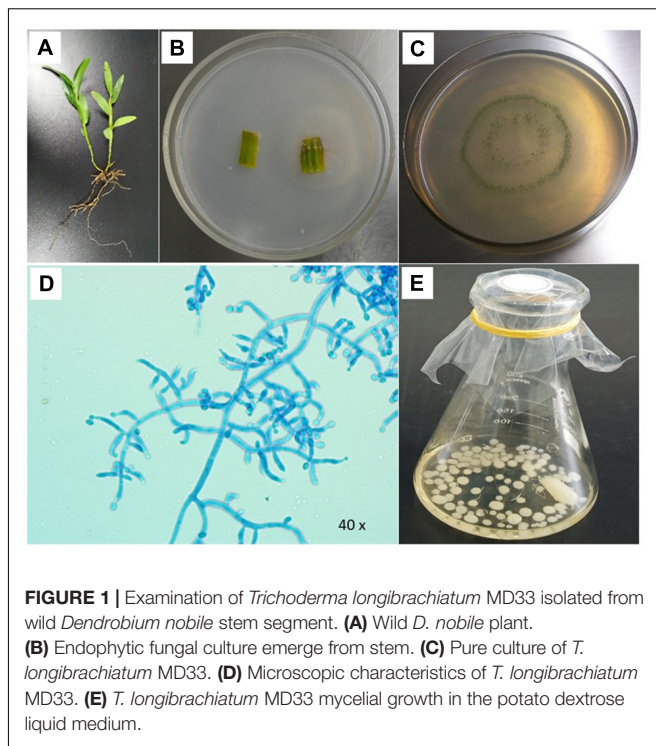 A
B
C
D
E
40 x
150
100
FIGURE 1 | Examination of Trichoderma longibrachiatum MD33 isolated from
wild Dendrobium nobile stem segment. (A) Wild D. nobile plant.
(B) Endophytic fungal culture emerge from stem. (C) Pure culture of T.
longibrachiatum MD33. (D) Microscopic characteristics of T. longibrachiatum
MD33. (E) T. longibrachiatum MD33 mycelial growth in the potato dextrose
liquid medium.